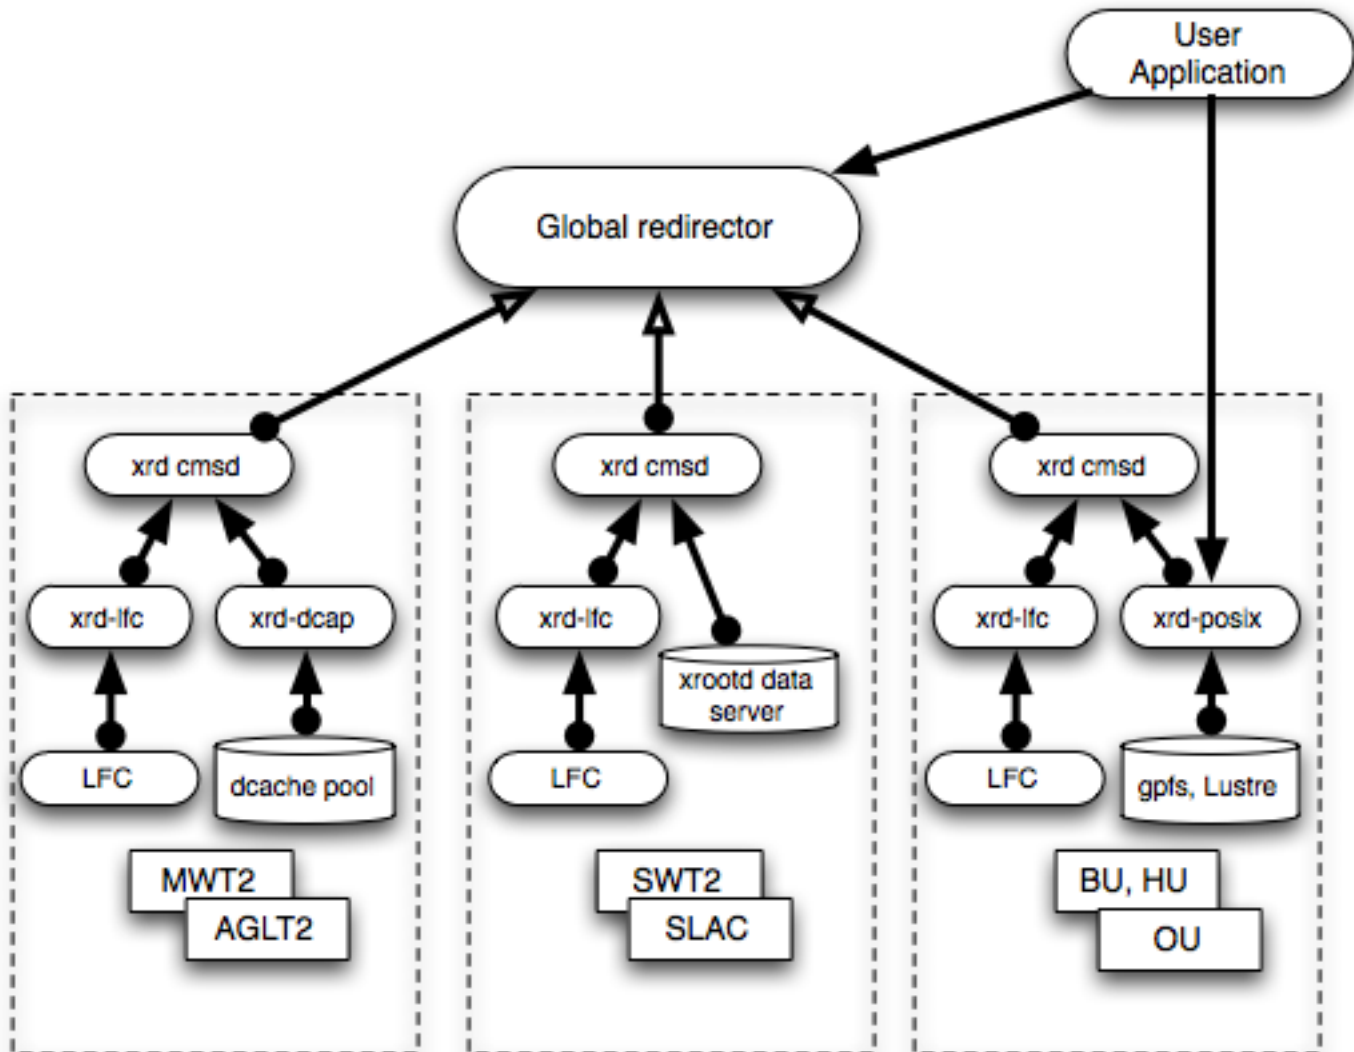 User
Application
Global redirector
xrd cmsd
xrd cmsd
xrd cmsd
xrd-lfc
xrd-dcap
xrd-lfc
xrootd data
server
xrd-lfc
xrd-posix
LFC
dcache pool
LFC
LFC
gpfs, Lustre
MWT2
AGLT2
SWT2
SLAC
BU, HU
OU